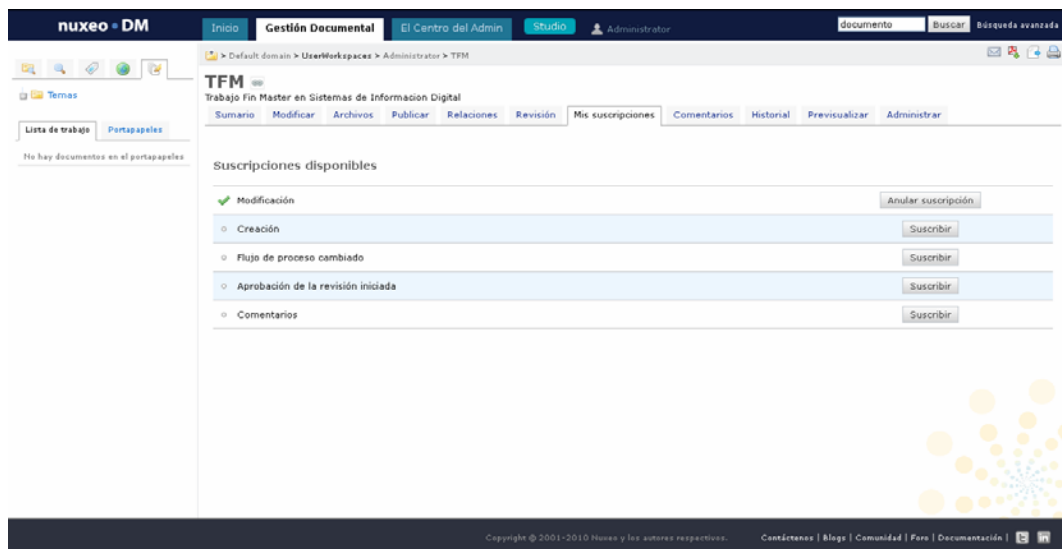 nuxeo • DM
Inicio Gestión Documental El Centro del Admin Studio Administrator documento Buscar Búsqueda avanzada
> Default domain > UserWorkspaces > Administrator > TFM
TFM
Trabajo Fin Master en Sistemas de Informacion Digital
Temas
Lista de trabajo Portapapeles
No hay documentos en el portapapeles
Sumario Modificar Archivos Publicar Relaciones Revisión Mis suscripciones Comentarios Historial Previsualizar Administrar
Suscripciones disponibles
Modificación Anular suscripción
Creación Suscribir
Flujo de proceso cambiado Suscribir
Aprobación de la revisión iniciada Suscribir
Comentarios Suscribir
Copyright © 2001-2010 Nuxeo y los autores respectivos. Contáctenos | Blogs | Comunidad | Foro | Documentación |